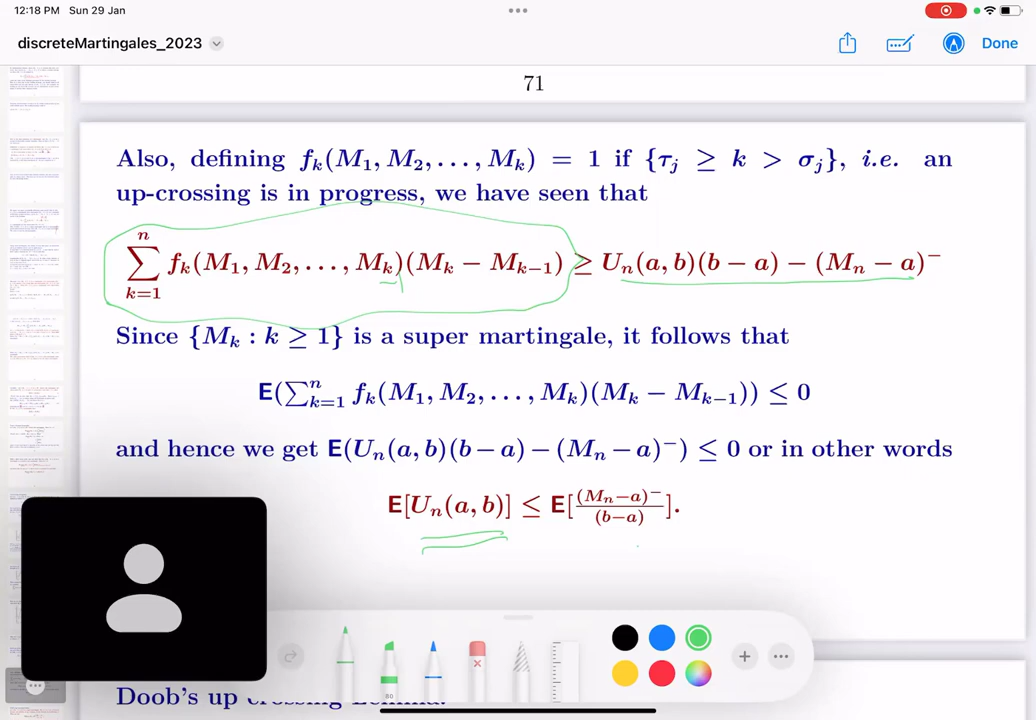 12:18 PM Sun 29 Jan
discreteMartingales_2023
Done
71
Also, defining f_k(M_1, M_2, . . . , M_k) = 1 if {τ_j ≥ k > σ_j}, i.e. an
up-crossing is in progress, we have seen that
∑_{k=1}^{n} f_k(M_1, M_2, . . . , M_k)(M_k − M_{k−1}) ≥ U_n(a, b)(b − a) − (M_n − a)^−
Since {M_k : k ≥ 1} is a super martingale, it follows that
E(∑_{k=1}^{n} f_k(M_1, M_2, . . . , M_k)(M_k − M_{k−1})) ≤ 0
and hence we get E(U_n(a, b)(b − a) − (M_n − a)^−) ≤ 0 or in other words
E[U_n(a, b)] ≤ E[\frac{(M_n−a)^−}{(b−a)}].
80
Doob's up crossing Lemma: